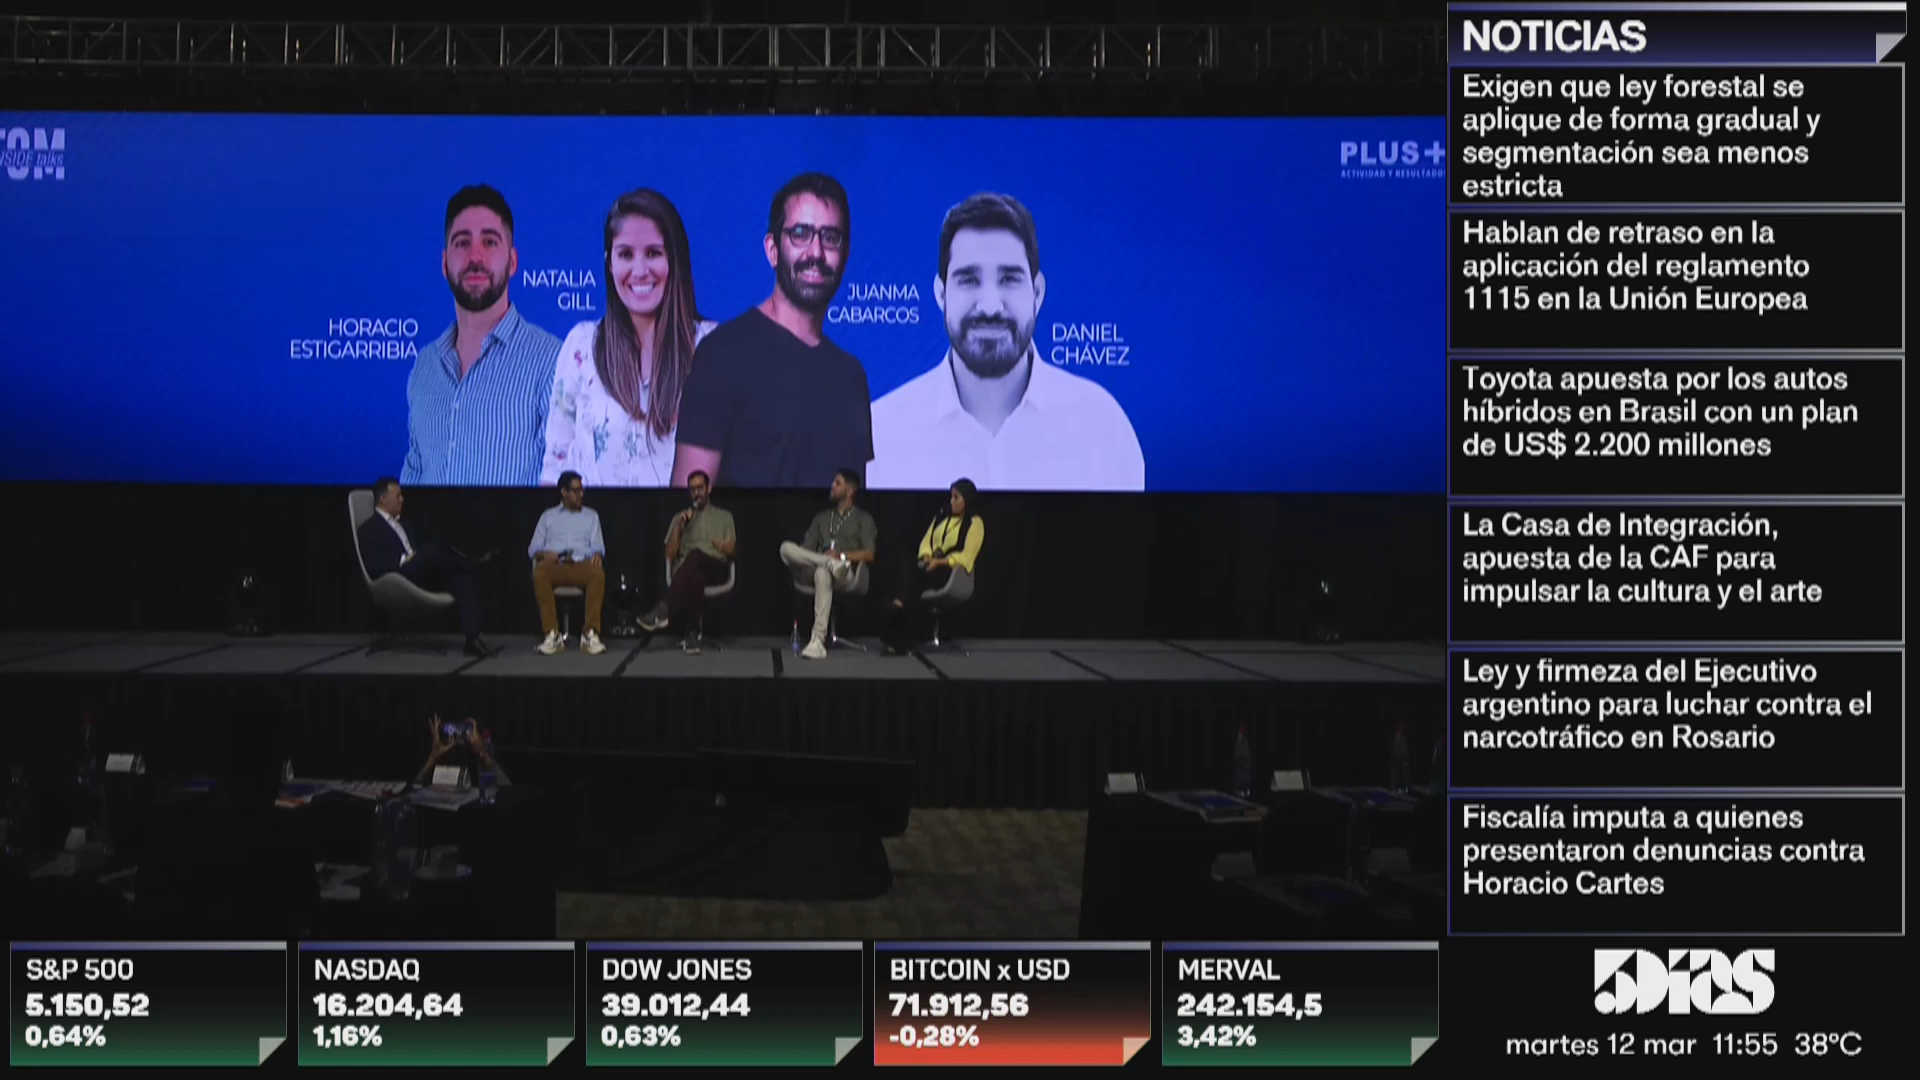 TOM
INSIDE talks
PLUS+
ACTIVIDAD Y RESULTADOS
HORACIO
ESTIGARRIBIA
NATALIA
GILL
JUANMA
CABARCOS
DANIEL
CHÁVEZ
NOTICIAS
Exigen que ley forestal se
aplique de forma gradual y
segmentación sea menos
estricta
Hablan de retraso en la
aplicación del reglamento
1115 en la Unión Europea
Toyota apuesta por los autos
híbridos en Brasil con un plan
de US$ 2.200 millones
La Casa de Integración,
apuesta de la CAF para
impulsar la cultura y el arte
Ley y firmeza del Ejecutivo
argentino para luchar contra el
narcotráfico en Rosario
Fiscalía imputa a quienes
presentaron denuncias contra
Horacio Cartes
S&P 500
5.150,52
0,64%
NASDAQ
16.204,64
1,16%
DOW JONES
39.012,44
0,63%
BITCOIN x USD
71.912,56
-0,28%
MERVAL
242.154,5
3,42%
5DÍAS
martes 12 mar 11:55 38°C